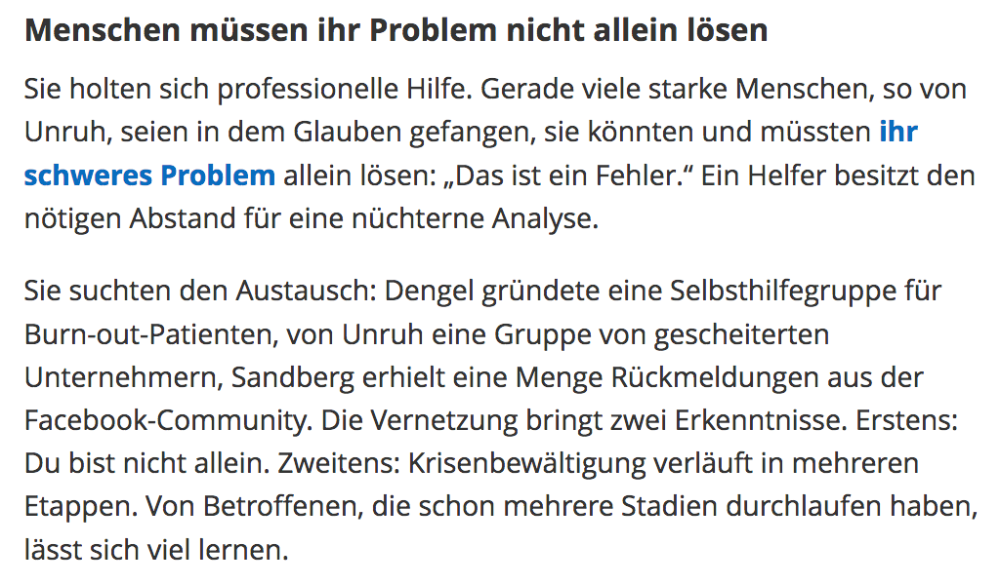 Menschen müssen ihr Problem nicht allein lösen
Sie holten sich professionelle Hilfe. Gerade viele starke Menschen, so von
Unruh, seien in dem Glauben gefangen, sie könnten und müssten ihr
schweres Problem allein lösen: „Das ist ein Fehler.“ Ein Helfer besitzt den
nötigen Abstand für eine nüchterne Analyse.
Sie suchten den Austausch: Dengel gründete eine Selbsthilfegruppe für
Burn-out-Patienten, von Unruh eine Gruppe von gescheiterten
Unternehmern, Sandberg erhielt eine Menge Rückmeldungen aus der
Facebook-Community. Die Vernetzung bringt zwei Erkenntnisse. Erstens:
Du bist nicht allein. Zweitens: Krisenbewältigung verläuft in mehreren
Etappen. Von Betroffenen, die schon mehrere Stadien durchlaufen haben,
lässt sich viel lernen.